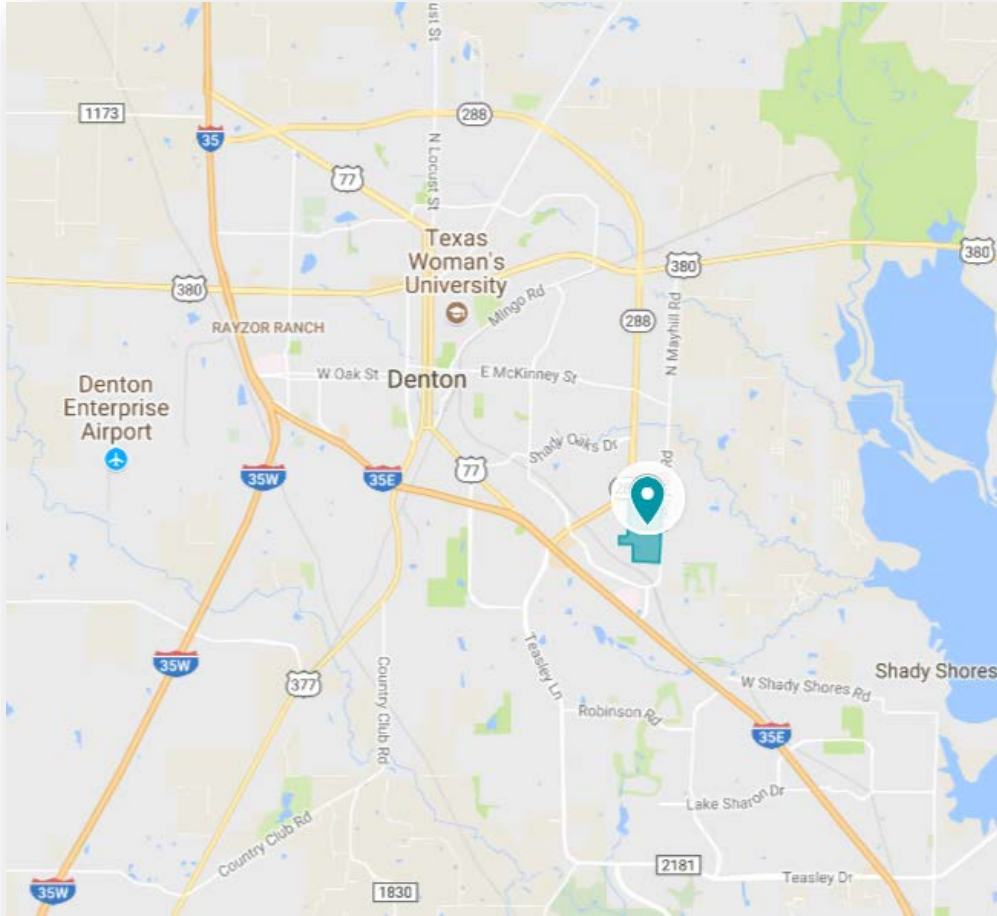 ust St
1173
288
35
N Locust St
77
Texas
Woman's
University
380
380
380
Mingo Rd
288
N Mayhill Rd
RAYZOR RANCH
W Oak St
Denton
E McKinney St
Denton
Enterprise
Airport
Shady Oaks Dr
77
35W
35E
Rd
35W
377
Country Club Rd
Teasley Ln
Shady Shores
W Shady Shores Rd
Robinson Rd
35E
Lake Sharon Dr
Country Club Rd
2181
Teasley Dr
35W
1830